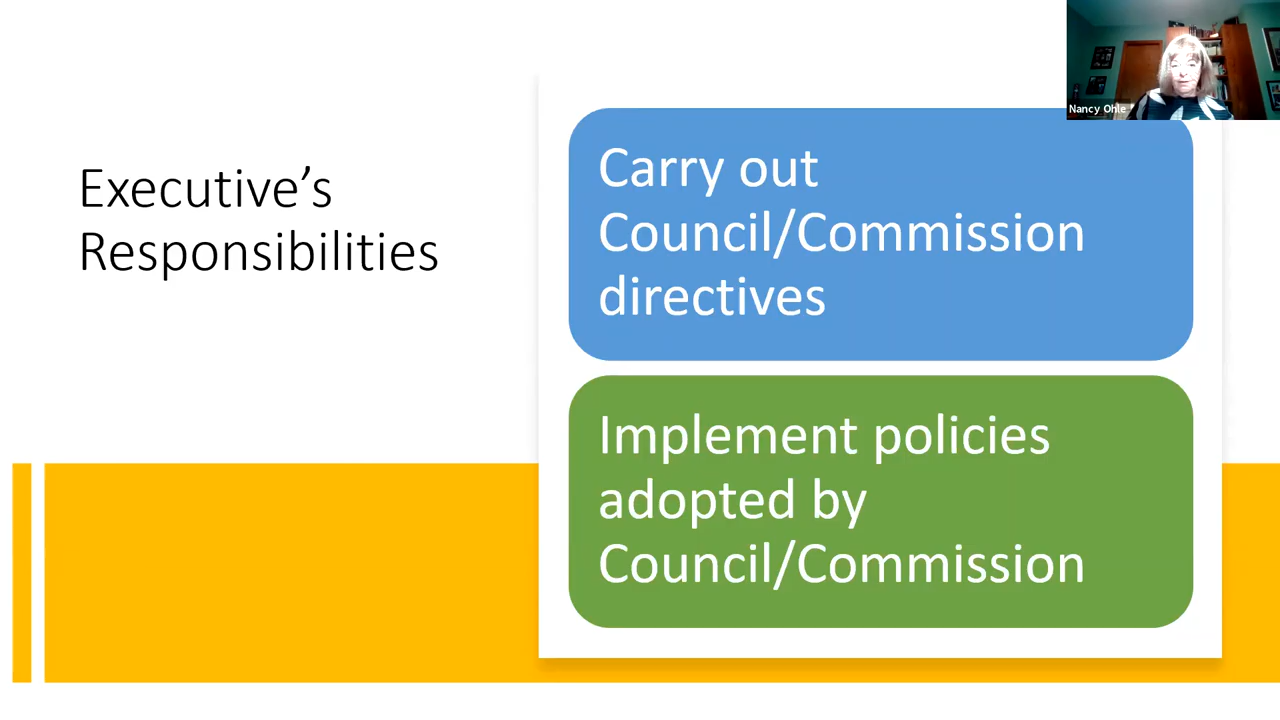 Executive’s
Responsibilities
Carry out
Council/Commission
directives
Implement policies
adopted by
Council/Commission
Nancy Ohle